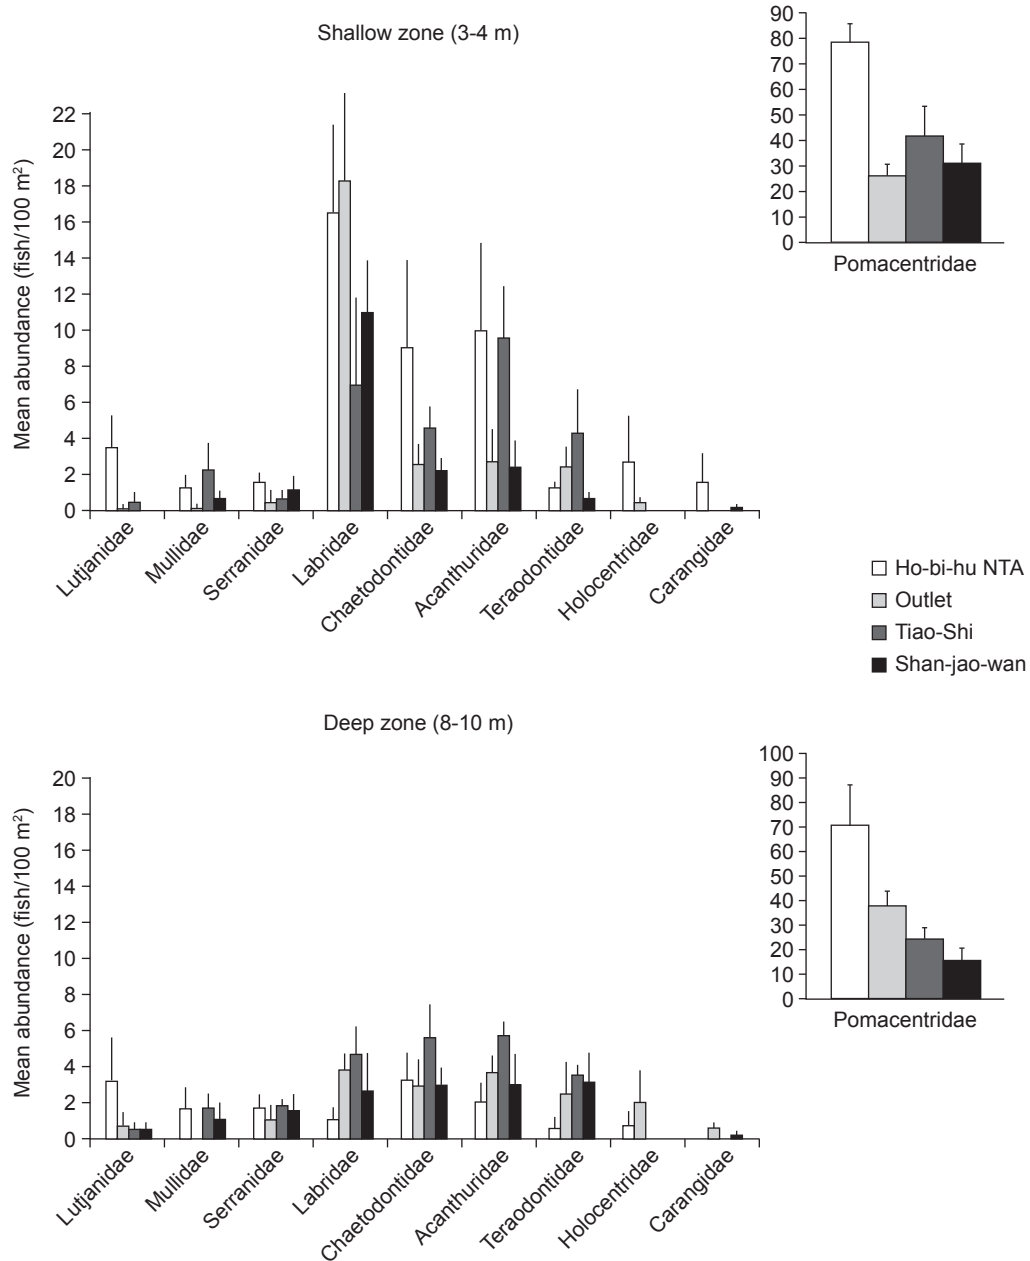 Shallow zone (3-4 m)
Mean abundance (fish/100 m²)
22
20
18
16
14
12
10
8
6
4
2
0
Lutjanidae
Mullidae
Serranidae
Labridae
Chaetodontidae
Acanthuridae
Teraodontidae
Holocentridae
Carangidae
90
80
70
60
50
40
30
20
10
0
Pomacentridae
Ho-bi-hu NTA
Outlet
Tiao-Shi
Shan-jao-wan
Deep zone (8-10 m)
Mean abundance (fish/100 m²)
20
18
16
14
12
10
8
6
4
2
0
Lutjanidae
Mullidae
Serranidae
Labridae
Chaetodontidae
Acanthuridae
Teraodontidae
Holocentridae
Carangidae
100
90
80
70
60
50
40
30
20
10
0
Pomacentridae